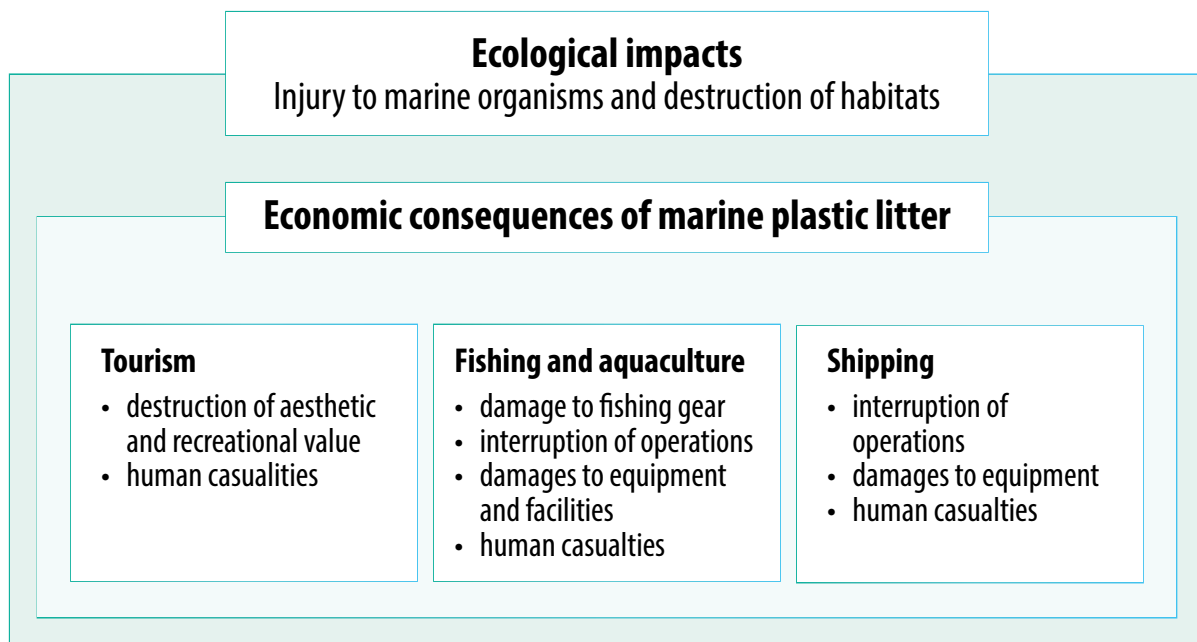 Ecological impacts
Injury to marine organisms and destruction of habitats
Economic consequences of marine plastic litter
Tourism
• destruction of aesthetic
and recreational value
• human casualities
Fishing and aquaculture
• damage to fishing gear
• interruption of operations
• damages to equipment
and facilities
• human casualties
Shipping
• interruption of
operations
• damages to equipment
• human casualties